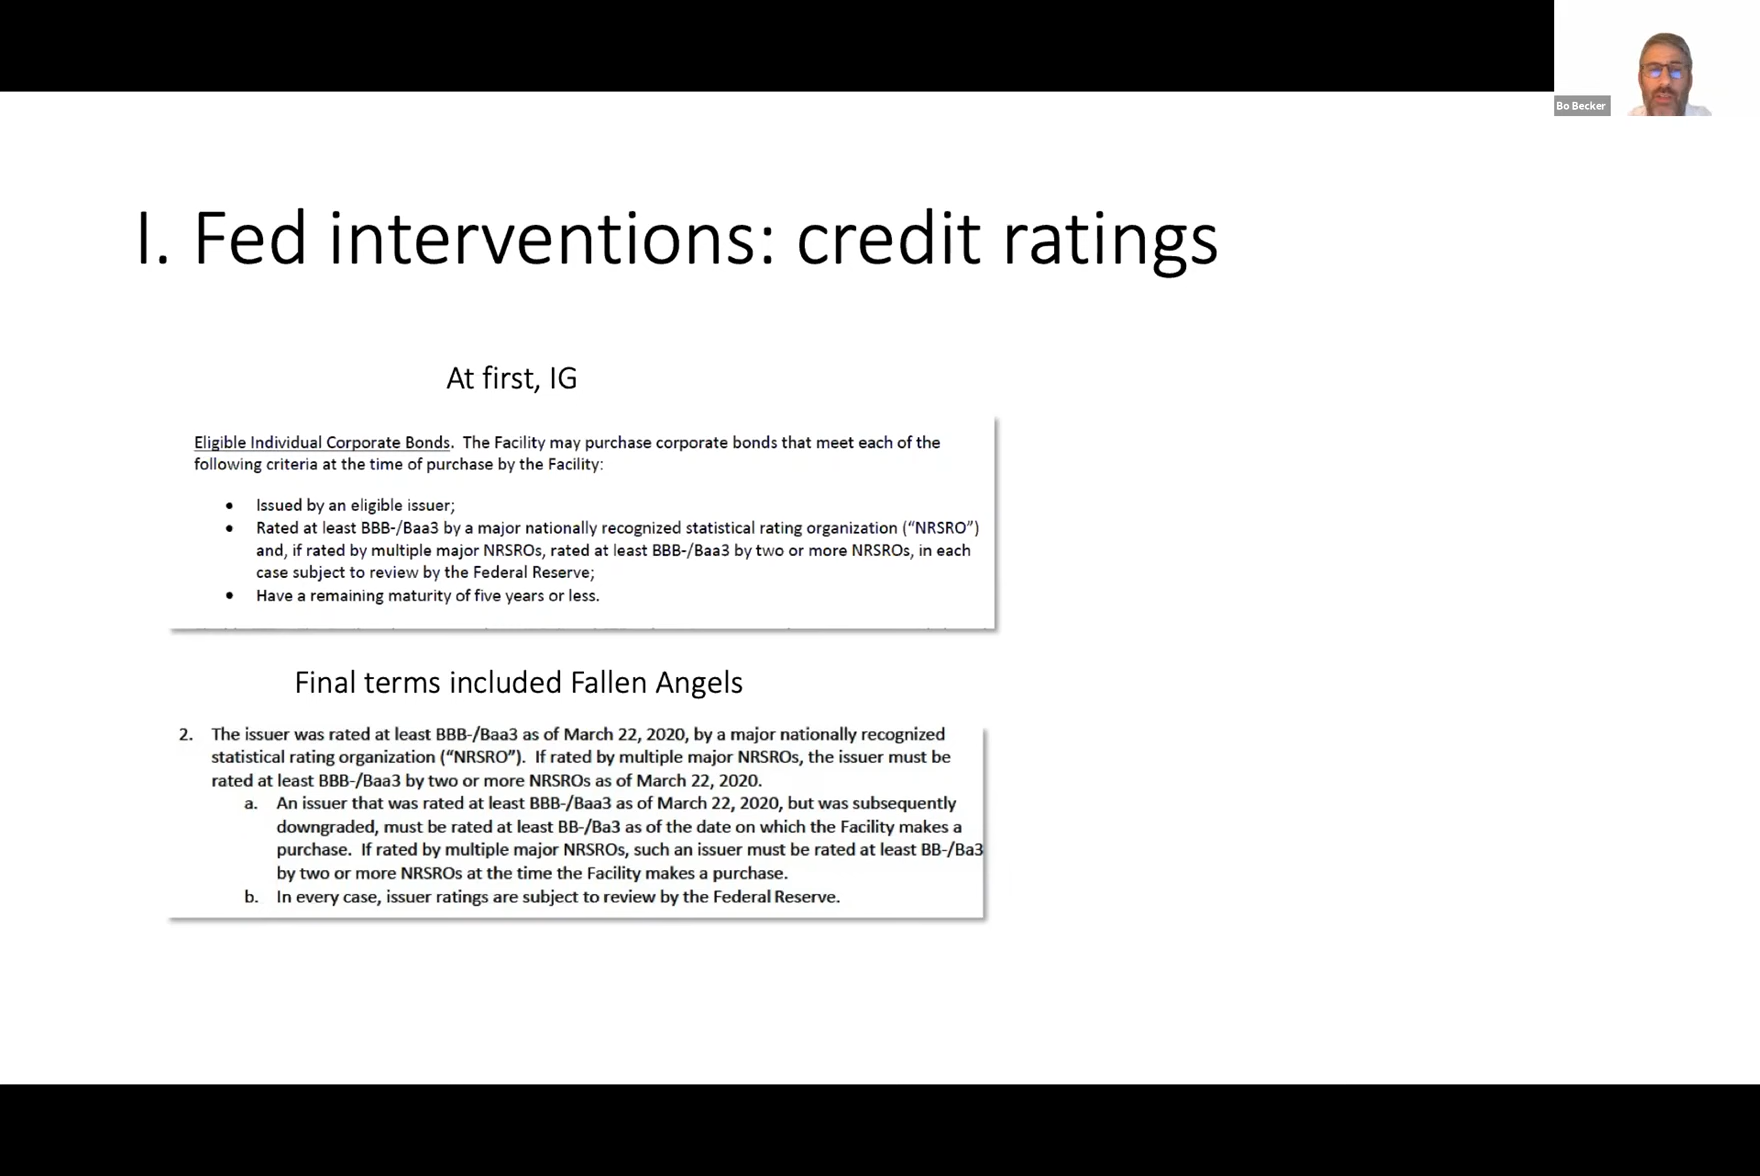 Bo Becker
I. Fed interventions: credit ratings
At first, IG
Eligible Individual Corporate Bonds. The Facility may purchase corporate bonds that meet each of the
following criteria at the time of purchase by the Facility:
• Issued by an eligible issuer;
• Rated at least BBB-/Baa3 by a major nationally recognized statistical rating organization (“NRSRO”)
and, if rated by multiple major NRSROs, rated at least BBB-/Baa3 by two or more NRSROs, in each
case subject to review by the Federal Reserve;
• Have a remaining maturity of five years or less.
Final terms included Fallen Angels
2. The issuer was rated at least BBB-/Baa3 as of March 22, 2020, by a major nationally recognized
statistical rating organization (“NRSRO”). If rated by multiple major NRSROs, the issuer must be
rated at least BBB-/Baa3 by two or more NRSROs as of March 22, 2020.
a. An issuer that was rated at least BBB-/Baa3 as of March 22, 2020, but was subsequently
downgraded, must be rated at least BB-/Ba3 as of the date on which the Facility makes a
purchase. If rated by multiple major NRSROs, such an issuer must be rated at least BB-/Ba3
by two or more NRSROs at the time the Facility makes a purchase.
b. In every case, issuer ratings are subject to review by the Federal Reserve.